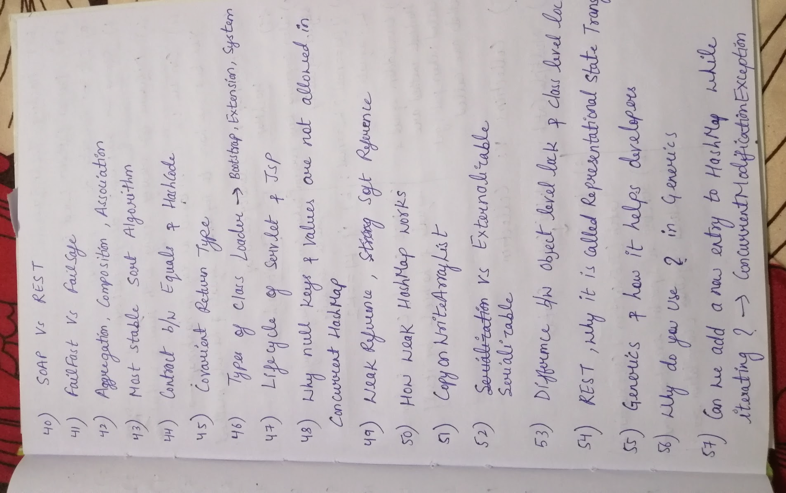 40) SOAP Vs REST
41) FailFast Vs FailSafe
42) Aggregation, Composition, Association
43) Most Stable Sort Algorithm
44) Contract b/w Equals & HashCode
45) Covarient Return Type
46) Types of Class Loader → Bootstrap, Extension, System
47) Lifecycle of Servlet & JSP
48) Why null keys & values are not allowed in
Concurrent HashMap
49) Weak Reference, Strong Soft Reference
50) How Weak HashMap Works
51) Copy on WriteArrayList
52) Serialization vs Externalizable
Serializable
53) Difference b/w Object level lock & class level loc
54) REST, Why it is called Representational State Trans
55) Generics & how it helps developers
56) Why do you use ? in Generics
57) Can we add a new entry to HashMap while
iterating ? → ConcurrentModificationException